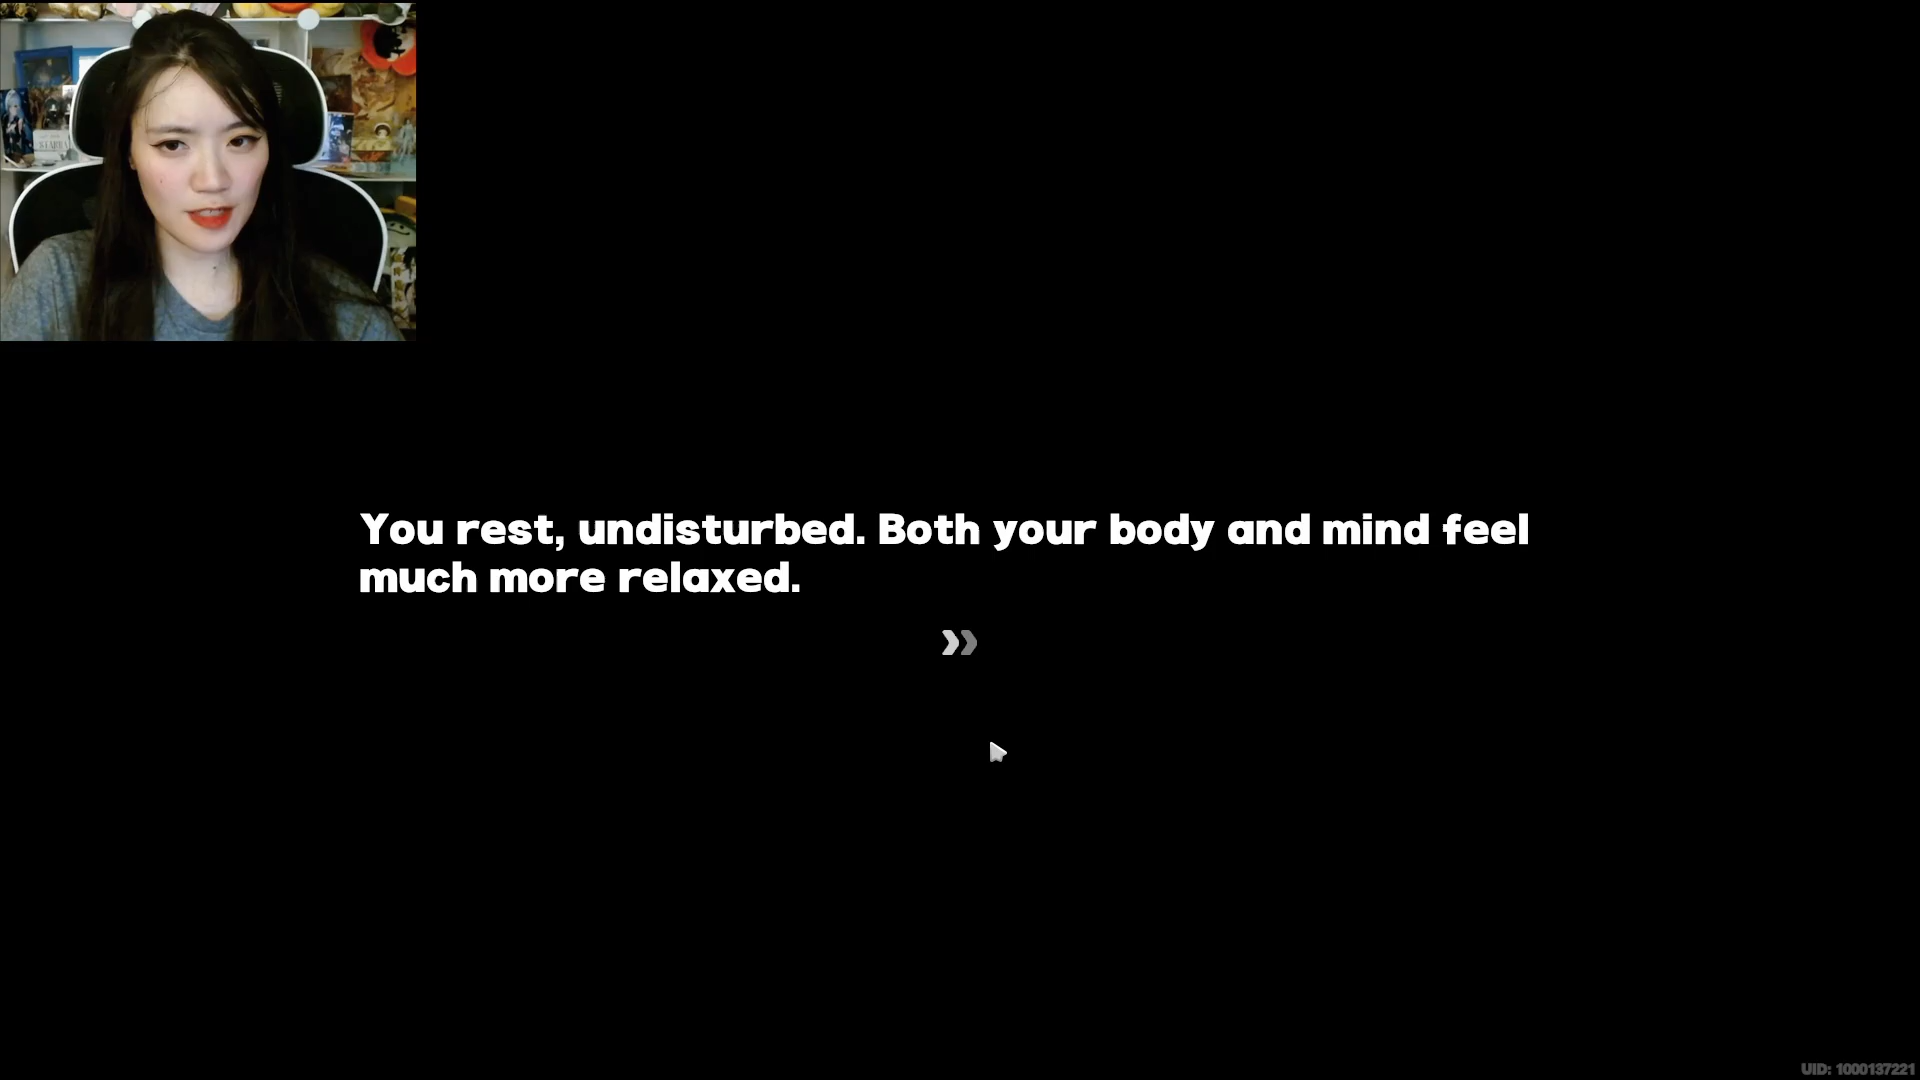 You rest, undisturbed. Both your body and mind feel
much more relaxed.
UID: 1000137221